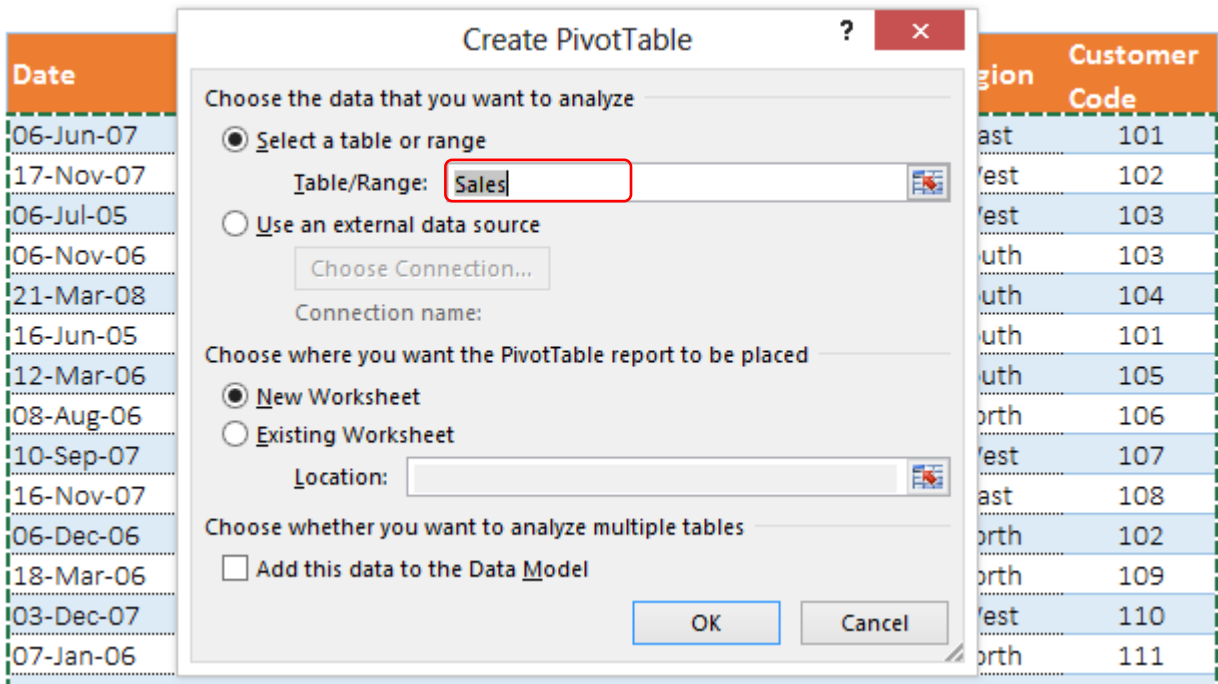 Create PivotTable
?
Date
Customer
Code
Choose the data that you want to analyze
Select a table or range
Table/Range: Sales
Use an external data source
Choose Connection...
Connection name:
Choose where you want the PivotTable report to be placed
New Worksheet
Existing Worksheet
Location:
Choose whether you want to analyze multiple tables
Add this data to the Data Model
OK Cancel
06-Jun-07 101
17-Nov-07 102
06-Jul-05 103
06-Nov-06 103
21-Mar-08 104
16-Jun-05 101
12-Mar-06 105
08-Aug-06 106
10-Sep-07 107
16-Nov-07 108
06-Dec-06 102
18-Mar-06 109
03-Dec-07 110
07-Jan-06 111